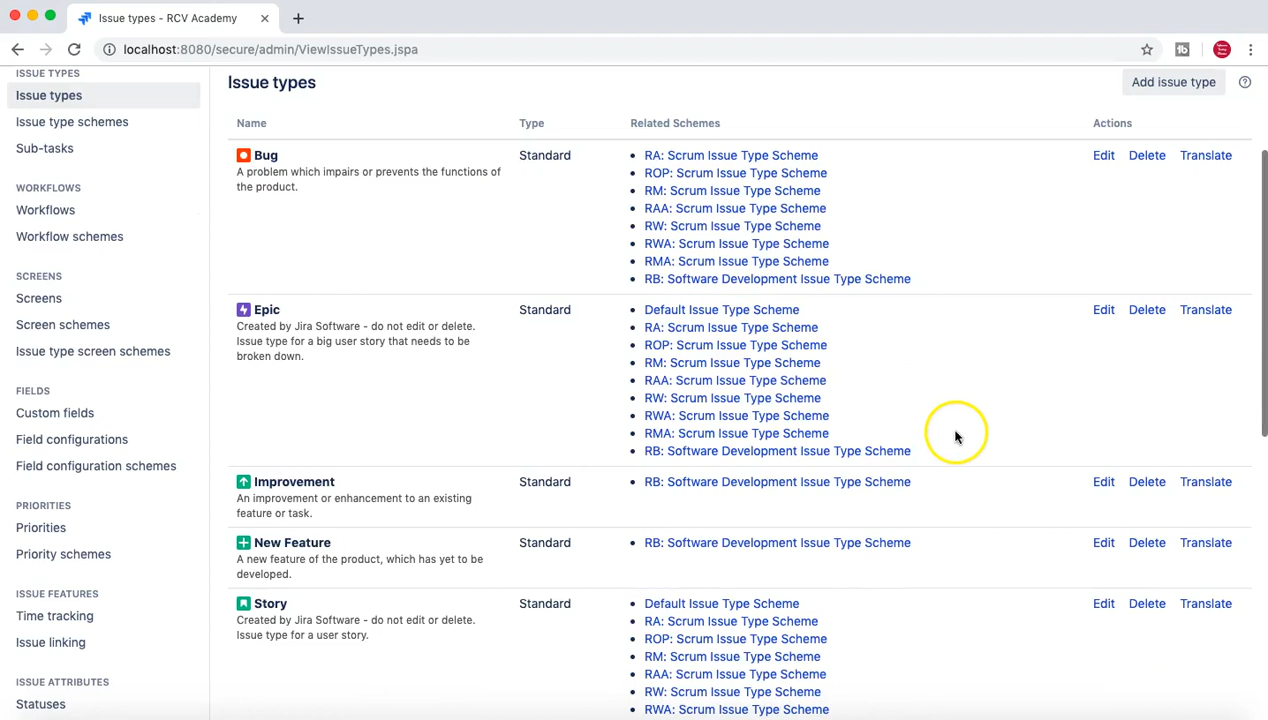 Issue types - RCV Academy
localhost:8080/secure/admin/ViewIssueTypes.jspa
ISSUE TYPES
Issue types
Issue type schemes
Sub-tasks
WORKFLOWS
Workflows
Workflow schemes
SCREENS
Screens
Screen schemes
Issue type screen schemes
FIELDS
Custom fields
Field configurations
Field configuration schemes
PRIORITIES
Priorities
Priority schemes
ISSUE FEATURES
Time tracking
Issue linking
ISSUE ATTRIBUTES
Statuses
Issue types
Add issue type
Name Type Related Schemes Actions
Bug Standard RA: Scrum Issue Type Scheme Edit Delete Translate
A problem which impairs or prevents the functions of
the product.
ROP: Scrum Issue Type Scheme
RM: Scrum Issue Type Scheme
RAA: Scrum Issue Type Scheme
RW: Scrum Issue Type Scheme
RWA: Scrum Issue Type Scheme
RMA: Scrum Issue Type Scheme
RB: Software Development Issue Type Scheme
Epic Standard Default Issue Type Scheme Edit Delete Translate
Created by Jira Software - do not edit or delete.
Issue type for a big user story that needs to be
broken down.
RA: Scrum Issue Type Scheme
ROP: Scrum Issue Type Scheme
RM: Scrum Issue Type Scheme
RAA: Scrum Issue Type Scheme
RW: Scrum Issue Type Scheme
RWA: Scrum Issue Type Scheme
RMA: Scrum Issue Type Scheme
RB: Software Development Issue Type Scheme
Improvement Standard RB: Software Development Issue Type Scheme Edit Delete Translate
An improvement or enhancement to an existing
feature or task.
New Feature Standard RB: Software Development Issue Type Scheme Edit Delete Translate
A new feature of the product, which has yet to be
developed.
Story Standard Default Issue Type Scheme Edit Delete Translate
Created by Jira Software - do not edit or delete.
Issue type for a user story.
RA: Scrum Issue Type Scheme
ROP: Scrum Issue Type Scheme
RM: Scrum Issue Type Scheme
RAA: Scrum Issue Type Scheme
RW: Scrum Issue Type Scheme
RWA: Scrum Issue Type Scheme